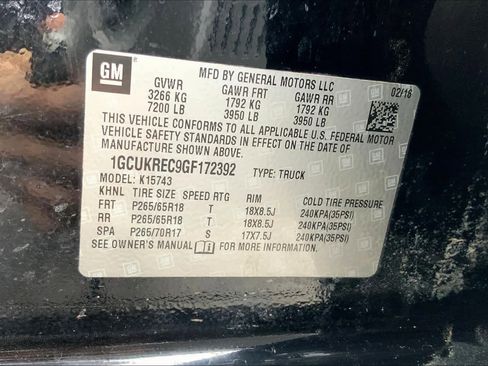 GM
MFD BY GENERAL MOTORS LLC 02/16
GVWR GAWR FRT GAWR RR
3266 KG 1792 KG 1792 KG
7200 LB 3950 LB 3950 LB
THIS VEHICLE CONFORMS TO ALL APPLICABLE U.S. FEDERAL MOTOR
VEHICLE SAFETY STANDARDS IN EFFECT ON THE DATE OF
MANUFACTURE SHOWN ABOVE.
1GCUKREC9GF172392 TYPE: TRUCK
MODEL: K15743
KHNL TIRE SIZE SPEED RTG RIM COLD TIRE PRESSURE
FRT P265/65R18 T 18X8.5J 240KPA(35PSI)
RR P265/65R18 T 18X8.5J 240KPA(35PSI)
SPA P265/70R17 S 17X7.5J 240KPA(35PSI)
SEE OWNER'S MANUAL FOR MORE INFORMATION.